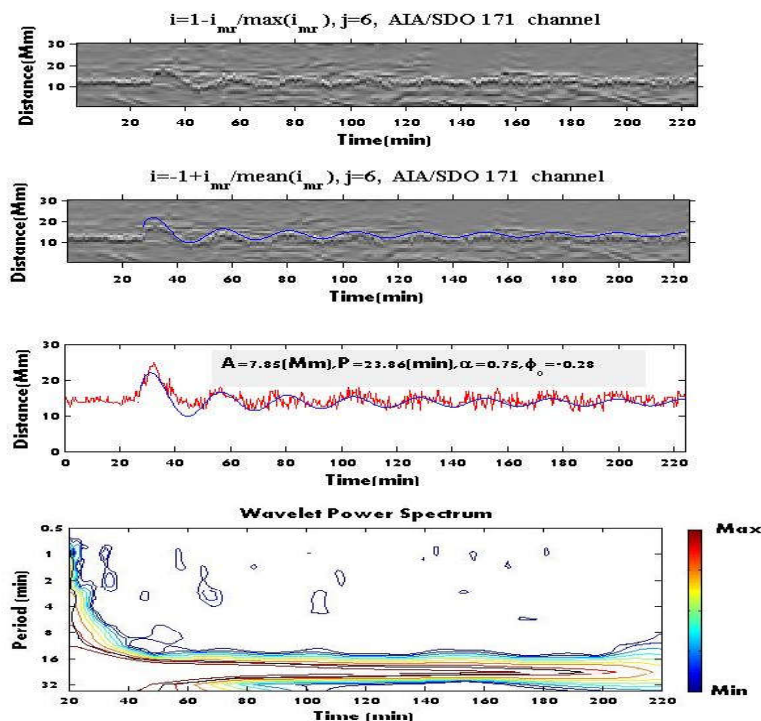 i=1-i_mr/max(i_mr), j=6, AIA/SDO 171 channel
Distance(Mm)
30
20
10
20 40 60 80 100 120 140 160 180 200 220
Time(min)
i=-1+i_mr/mean(i_mr), j=6, AIA/SDO 171 channel
Distance(Mm)
30
20
10
20 40 60 80 100 120 140 160 180 200 220
Time(min)
A=7.85(Mm),P=23.86(min),α=0.75,ϕ_o=-0.28
Distance(Mm)
30
20
10
0
0 20 40 60 80 100 120 140 160 180 200 220
Time(min)
Wavelet Power Spectrum
Period (min)
0.5
1
2
4
8
16
32
20 40 60 80 100 120 140 160 180 200 220
Time (min)
Max
Min